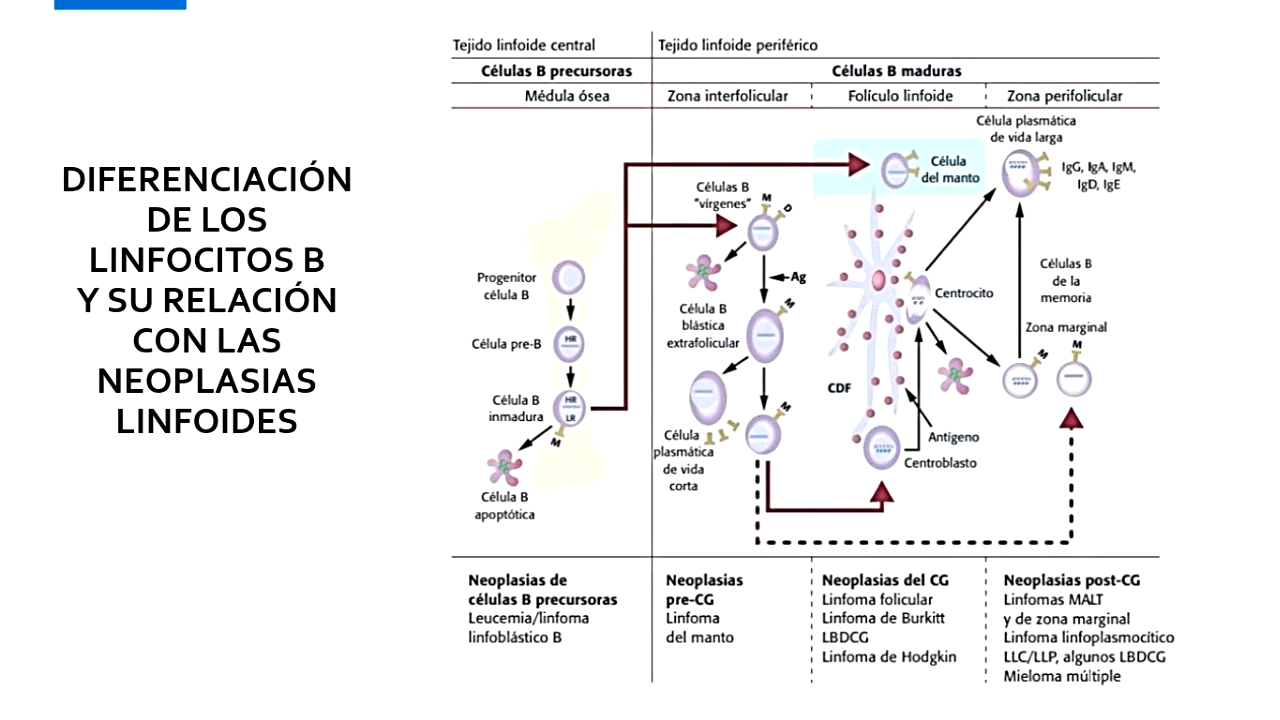 DIFERENCIACIÓN
DE LOS
LINFOCITOS B
Y SU RELACIÓN
CON LAS
NEOPLASIAS
LINFOIDES
Tejido linfoide central
Tejido linfoide periférico
Células B precursoras
Células B maduras
Médula ósea
Zona interfolicular
Folículo linfoide
Zona perifolicular
Progenitor
célula B
Célula pre-B
HR
Célula B
inmadura
HR
LR
M
Célula B
apoptótica
Células B
"vírgenes"
M
D
Ag
Célula B
blástica
extrafolicular
M
Célula
plasmática
de vida
corta
M
Célula
del manto
Centrocito
CDF
Antígeno
Centroblasto
Célula plasmática
de vida larga
IgG, IgA, IgM,
IgD, IgE
Células B
de la
memoria
Zona marginal
M
M
Neoplasias de
células B precursoras
Leucemia/linfoma
linfoblástico B
Neoplasias
pre-CG
Linfoma
del manto
Neoplasias del CG
Linfoma folicular
Linfoma de Burkitt
LBDCG
Linfoma de Hodgkin
Neoplasias post-CG
Linfomas MALT
y de zona marginal
Linfoma linfoplasmocítico
LLC/LLP, algunos LBDCG
Mieloma múltiple